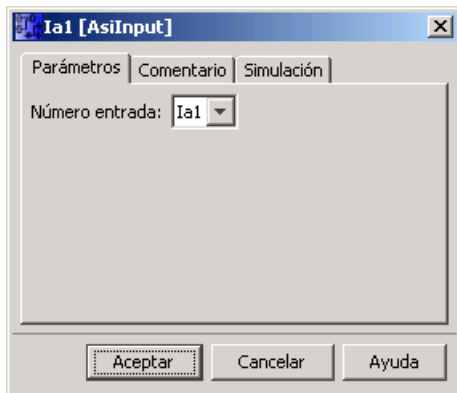 Ia1 [AsiInput]
Parámetros Comentario Simulación
Número entrada: Ia1
Aceptar Cancelar Ayuda